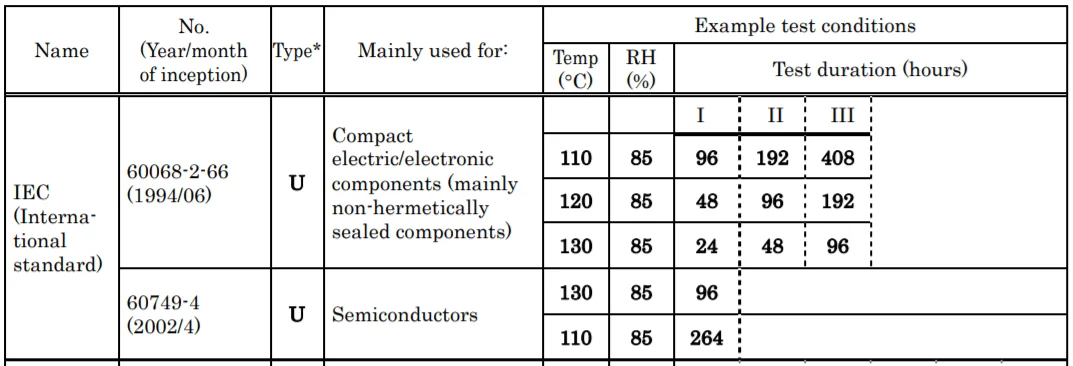 Name
No.
(Year/month
of inception)
Type*
Mainly used for:
Example test conditions
Temp
(°C)
RH
(%)
Test duration (hours)
IEC
(Interna-
tional
standard)
60068-2-66
(1994/06)
U
Compact
electric/electronic
components (mainly
non-hermetically
sealed components)
I II III
110 85 96 192 408
120 85 48 96 192
130 85 24 48 96
60749-4
(2002/4)
U
Semiconductors
130 85 96
110 85 264